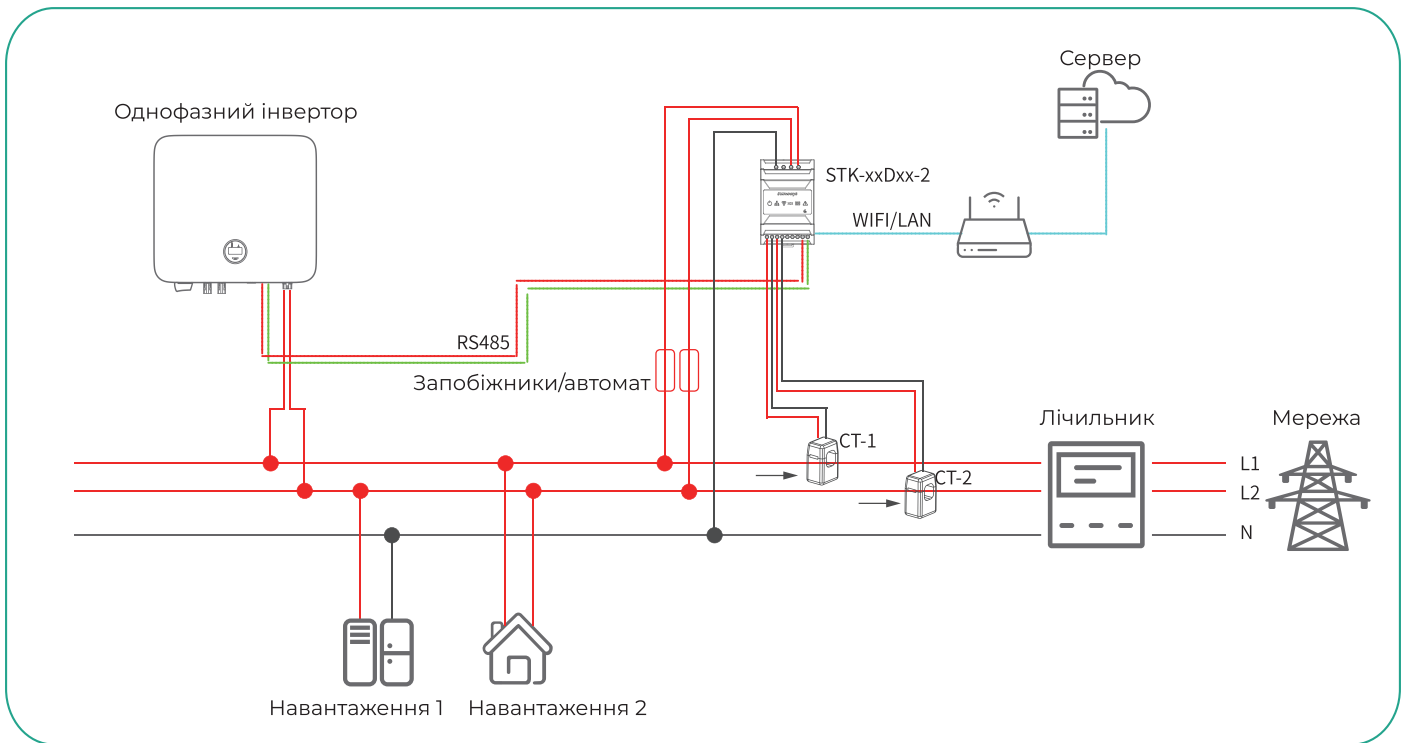 Сервер
Однофазний інвертор
STK-xxDxx-2
WIFI/LAN
RS485
Запобіжники/автомат
Лічильник
Мережа
CT-1
L1
CT-2
L2
N
Навантаження 1
Навантаження 2